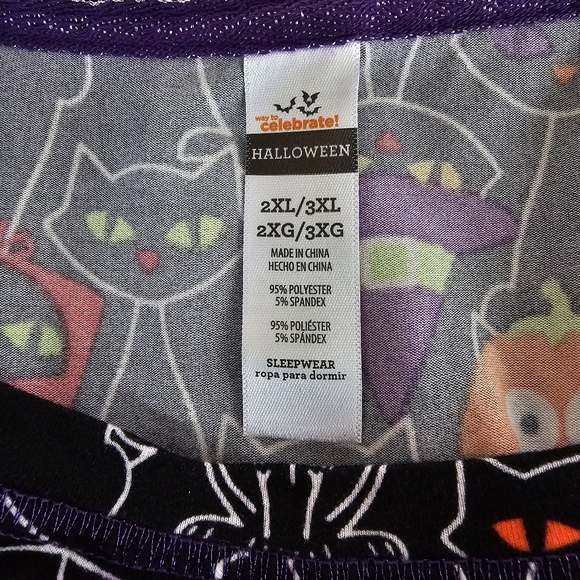 way to
celebrate!
HALLOWEEN
2XL/3XL
2XG/3XG
MADE IN CHINA
HECHO EN CHINA
95% POLYESTER
5% SPANDEX
95% POLIÉSTER
5% SPÁNDEX
SLEEPWEAR
ropa para dormir